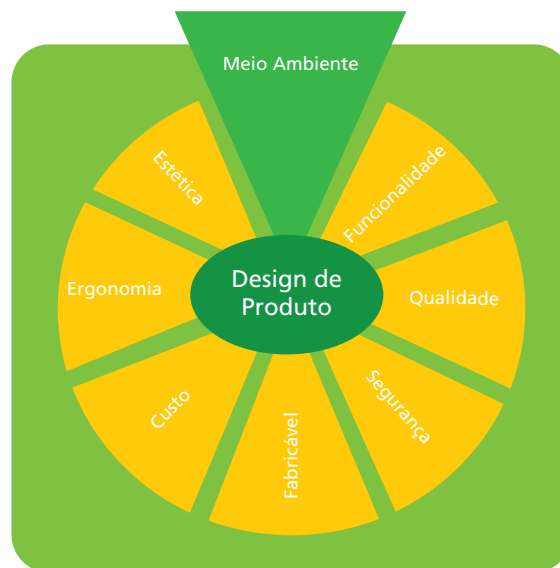 Meio Ambiente
Funcionalidade
Qualidade
Segurança
Fabricável
Custo
Ergonomia
Estética
Design de
Produto